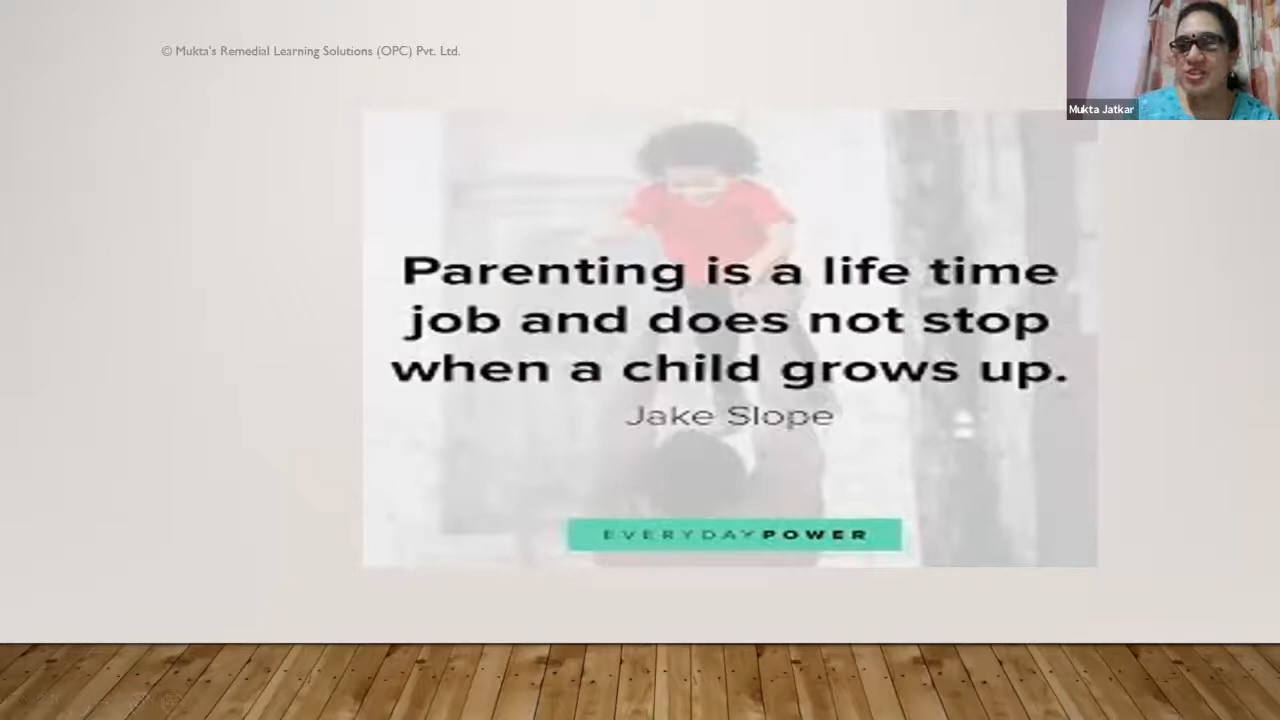 © Mukta's Remedial Learning Solutions (OPC) Pvt. Ltd.
Mukta Jatkar
Parenting is a life time
job and does not stop
when a child grows up.
Jake Slope
EVERYDAYPOWER